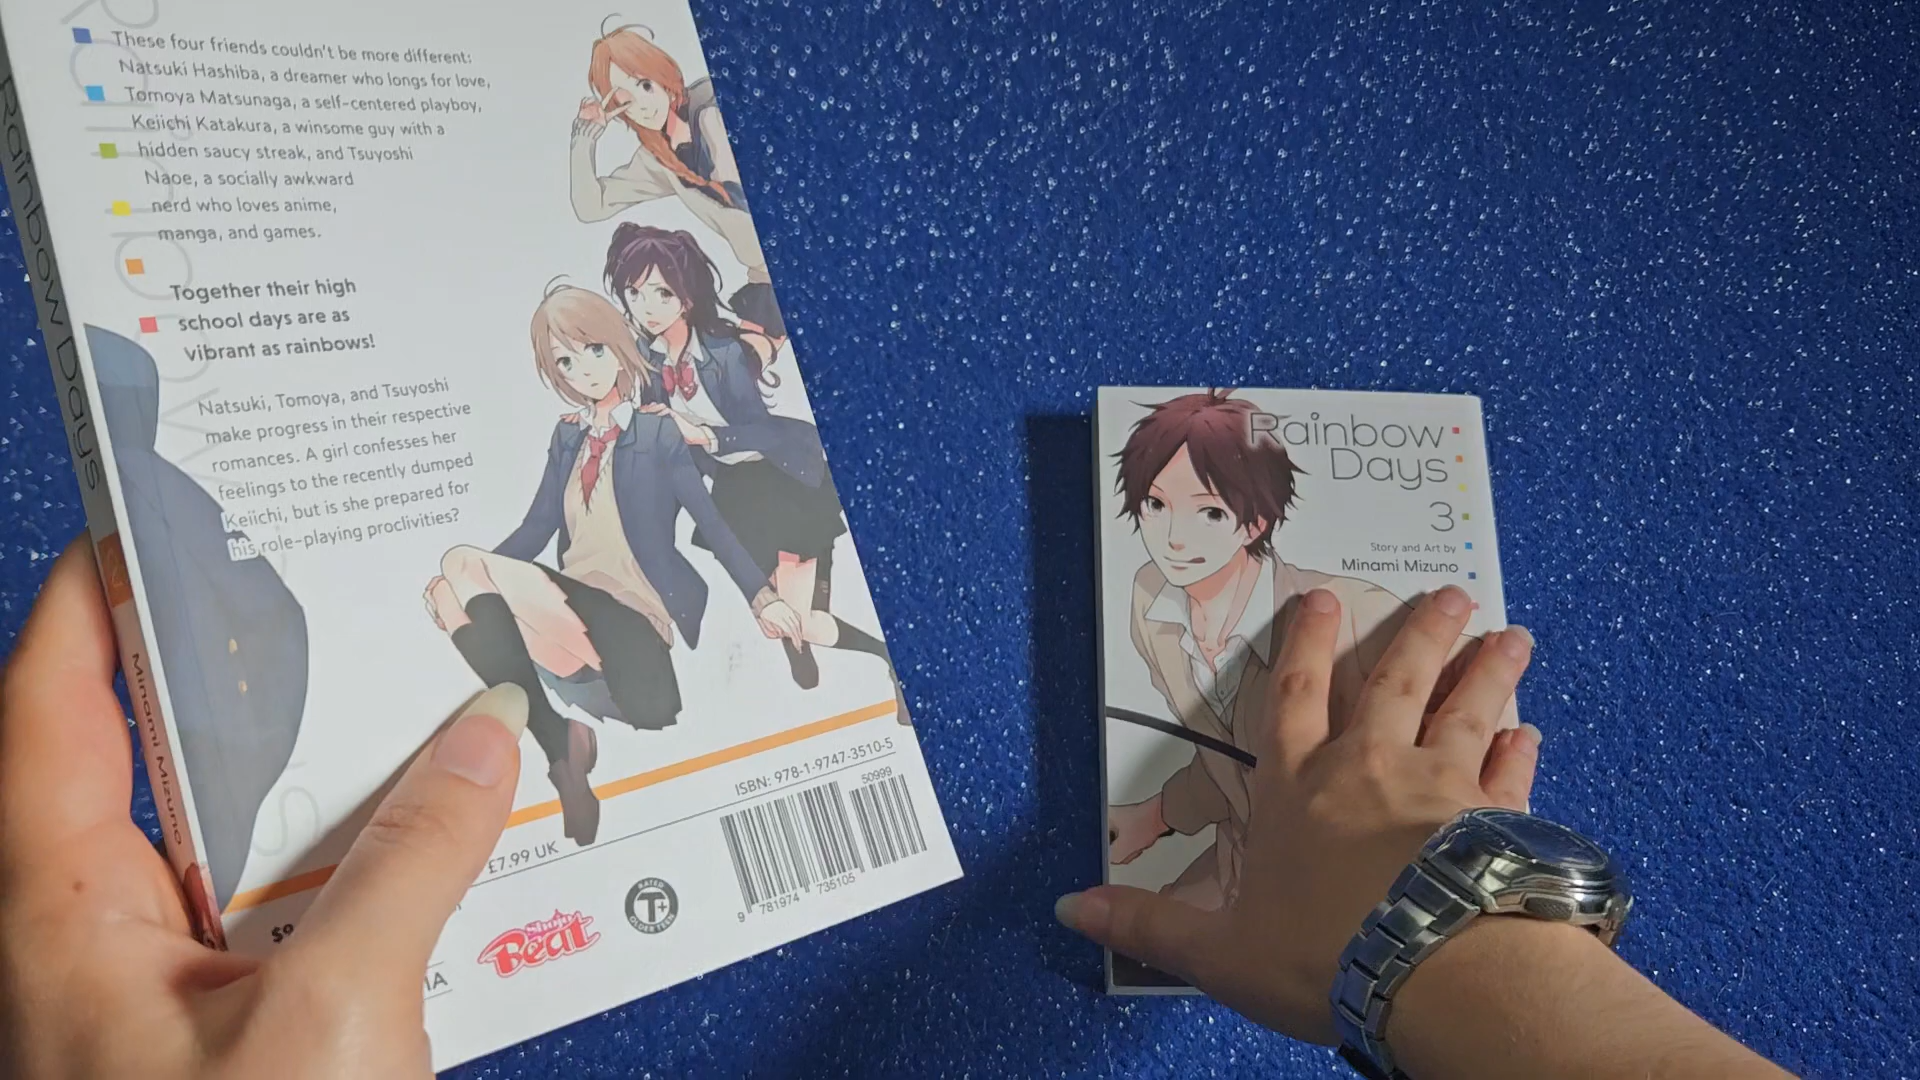 These four friends couldn't be more different:
Natsuki Hashiba, a dreamer who longs for love,
Tomoya Matsunaga, a self-centered playboy,
Keiichi Katakura, a winsome guy with a
hidden saucy streak, and Tsuyoshi
Naoe, a socially awkward
nerd who loves anime,
manga, and games.
Together their high
school days are as
vibrant as rainbows!
Natsuki, Tomoya, and Tsuyoshi
make progress in their respective
romances. A girl confesses her
feelings to the recently dumped
Keiichi, but is she prepared for
his role-playing proclivities?
Rainbow Days
2
Minami Mizuno
ISBN: 978-1-9747-3510-5
50999
9 781974 735105
£7.99 UK
$9
Shojo
Beat
RATED
T+
OLDER TEEN
Rainbow
Days
3
Story and Art by
Minami Mizuno